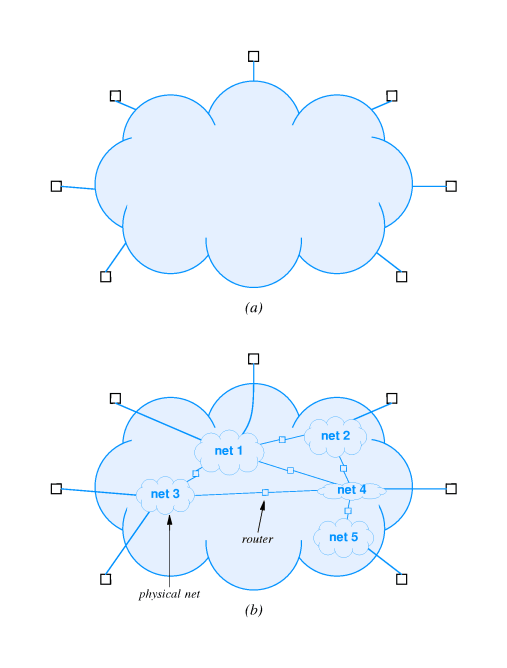 (a)
net 1
net 2
net 3
net 4
net 5
router
physical net
(b)